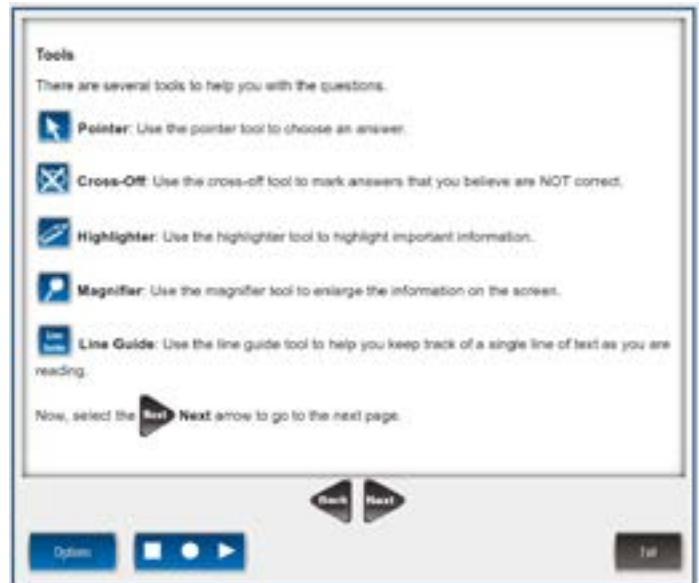 Tools
There are several tools to help you with the questions.
Pointer: Use the pointer tool to choose an answer.
Cross-Off: Use the cross-off tool to mark answers that you believe are NOT correct.
Highlighter: Use the highlighter tool to highlight important information.
Magnifier: Use the magnifier tool to enlarge the information on the screen.
Line Guide Line Guide: Use the line guide tool to help you keep track of a single line of text as you are
reading.
Now, select the Next Next arrow to go to the next page.
Back Next
Options Exit